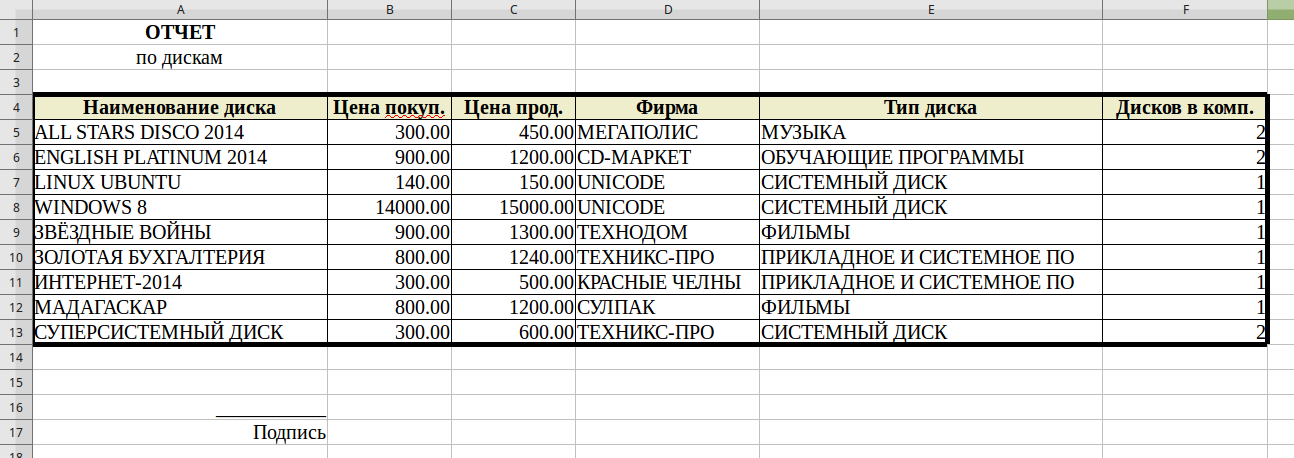 A B C D E F
1 ОТЧЕТ
2 по дискам
3
4 Наименование диска Цена покуп. Цена прод. Фирма Тип диска Дисков в комп.
5 ALL STARS DISCO 2014 300.00 450.00 МЕГАПОЛИС МУЗЫКА 2
6 ENGLISH PLATINUM 2014 900.00 1200.00 CD-МАРКЕТ ОБУЧАЮЩИЕ ПРОГРАММЫ 2
7 LINUX UBUNTU 140.00 150.00 UNICODE СИСТЕМНЫЙ ДИСК 1
8 WINDOWS 8 14000.00 15000.00 UNICODE СИСТЕМНЫЙ ДИСК 1
9 ЗВЁЗДНЫЕ ВОЙНЫ 900.00 1300.00 ТЕХНОДОМ ФИЛЬМЫ 1
10 ЗОЛОТАЯ БУХГАЛТЕРИЯ 800.00 1240.00 ТЕХНИКС-ПРО ПРИКЛАДНОЕ И СИСТЕМНОЕ ПО 1
11 ИНТЕРНЕТ-2014 300.00 500.00 КРАСНЫЕ ЧЕЛНЫ ПРИКЛАДНОЕ И СИСТЕМНОЕ ПО 1
12 МАДАГАСКАР 800.00 1200.00 СУЛПАК ФИЛЬМЫ 1
13 СУПЕРСИСТЕМНЫЙ ДИСК 300.00 600.00 ТЕХНИКС-ПРО СИСТЕМНЫЙ ДИСК 2
14
15
16 ___________
17 Подпись
18